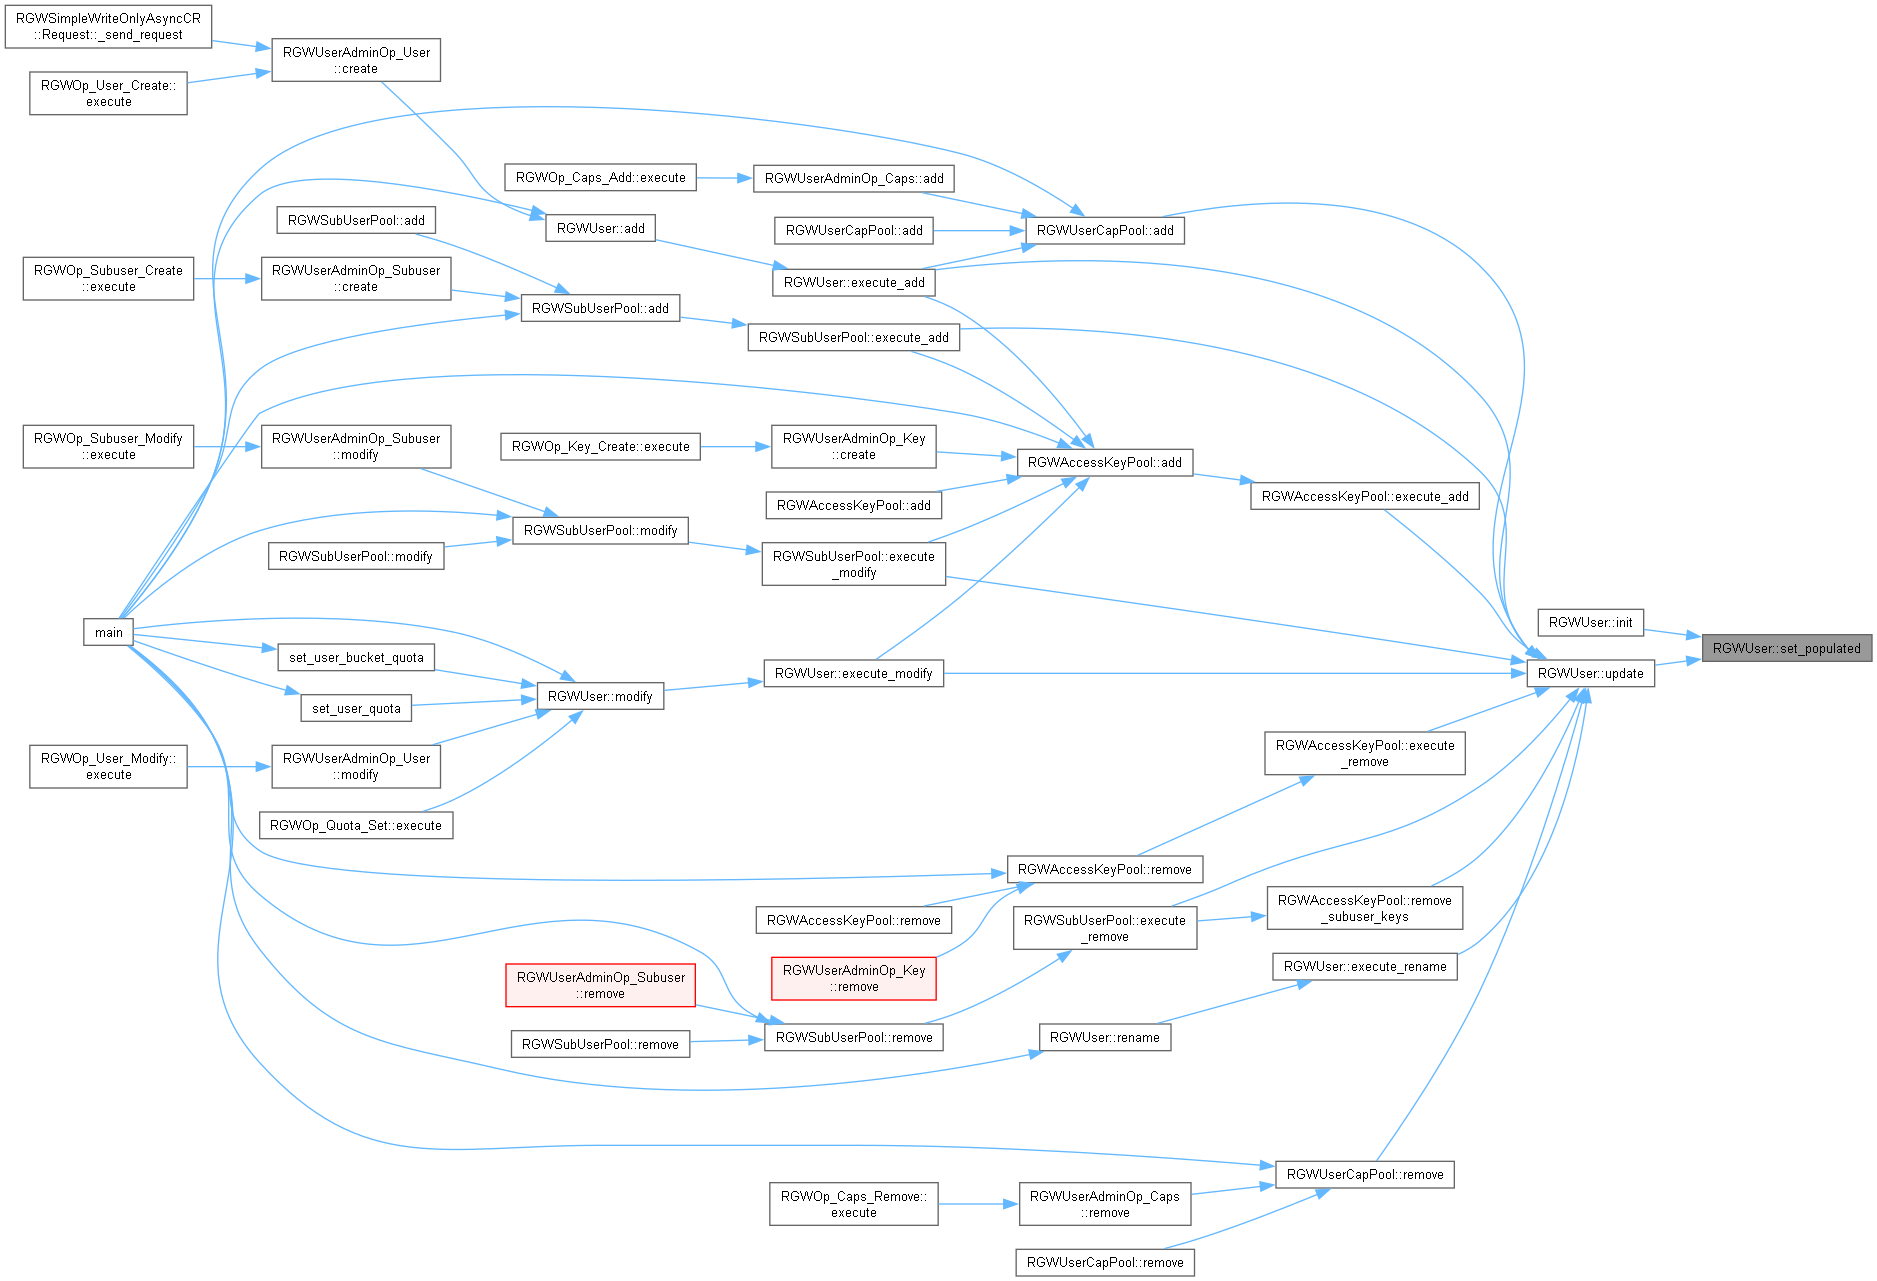 RGWSimpleWriteOnlyAsyncCR
::Request::_send_request
RGWUserAdminOp_User
::create
RGWOp_User_Create::
execute
RGWOp_Caps_Add::execute
RGWUserAdminOp_Caps::add
RGWSubUserPool::add
RGWUser::add
RGWUserCapPool::add
RGWUserCapPool::add
RGWOp_Subuser_Create
::execute
RGWUserAdminOp_Subuser
::create
RGWUser::execute_add
RGWSubUserPool::add
RGWSubUserPool::execute_add
RGWOp_Subuser_Modify
::execute
RGWUserAdminOp_Subuser
::modify
RGWOp_Key_Create::execute
RGWUserAdminOp_Key
::create
RGWAccessKeyPool::add
RGWAccessKeyPool::add
RGWAccessKeyPool::execute_add
RGWSubUserPool::modify
RGWSubUserPool::modify
RGWSubUserPool::execute
_modify
main
RGWUser::init
RGWUser::set_populated
set_user_bucket_quota
RGWUser::execute_modify
RGWUser::update
RGWUser::modify
set_user_quota
RGWOp_User_Modify::
execute
RGWUserAdminOp_User
::modify
RGWAccessKeyPool::execute
_remove
RGWOp_Quota_Set::execute
RGWAccessKeyPool::remove
RGWAccessKeyPool::remove
RGWSubUserPool::execute
_remove
RGWAccessKeyPool::remove
_subuser_keys
RGWUserAdminOp_Subuser
::remove
RGWUserAdminOp_Key
::remove
RGWUser::execute_rename
RGWSubUserPool::remove
RGWSubUserPool::remove
RGWUser::rename
RGWUserCapPool::remove
RGWOp_Caps_Remove::
execute
RGWUserAdminOp_Caps
::remove
RGWUserCapPool::remove